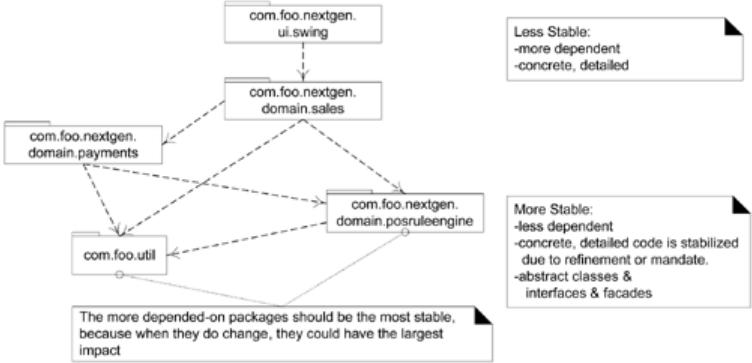 com.foo.nextgen.
ui.swing
Less Stable:
-more dependent
-concrete, detailed
com.foo.nextgen.
domain.sales
com.foo.nextgen.
domain.payments
com.foo.nextgen.
domain.posruleengine
More Stable:
-less dependent
-concrete, detailed code is stabilized
due to refinement or mandate.
-abstract classes &
interfaces & facades
com.foo.util
The more depended-on packages should be the most stable,
because when they do change, they could have the largest
impact